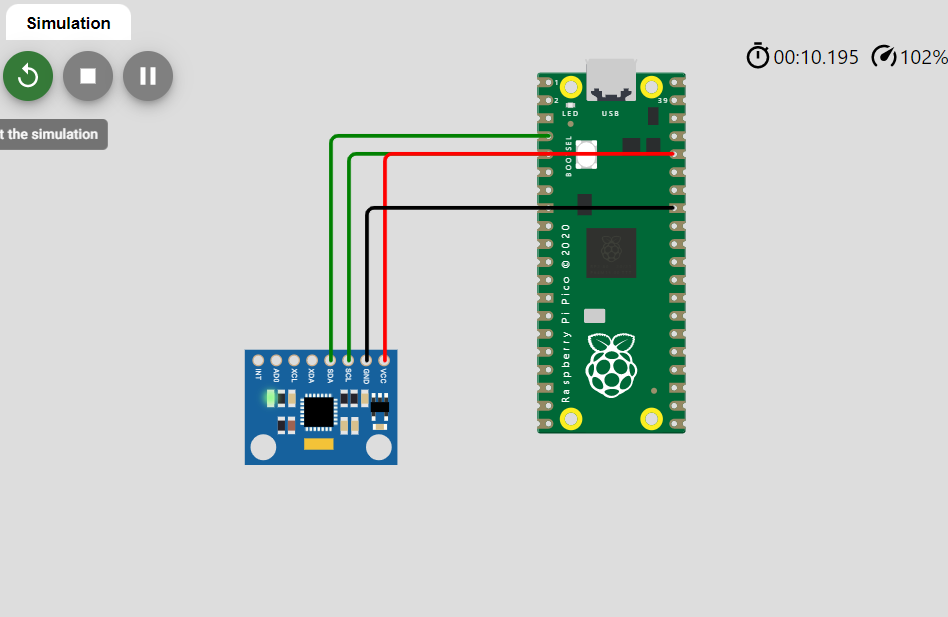 Simulation
00:10.195
102%
t the simulation
1
2
39
LED
USB
BOOTSEL
Raspberry Pi Pico © 2020
INT
AD0
XCL
XDA
SDA
SCL
GND
VCC